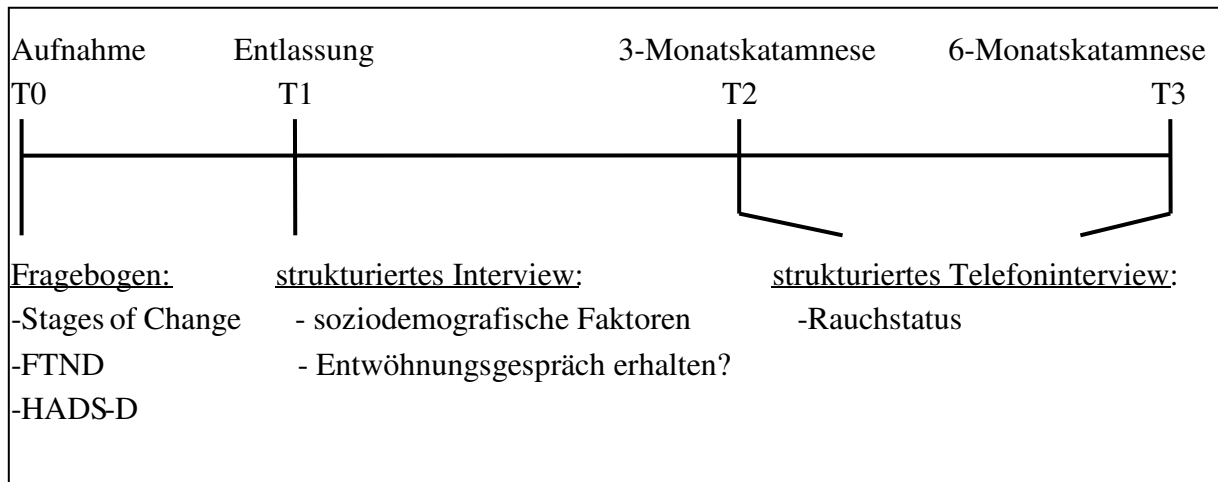 Aufnahme Entlassung 3-Monatskatamnese 6-Monatskatamnese
T0 T1 T2 T3
Fragebogen: strukturiertes Interview: strukturiertes Telefoninterview:
-Stages of Change - soziodemografische Faktoren -Rauchstatus
-FTND - Entwöhnungsgespräch erhalten?
-HADS-D